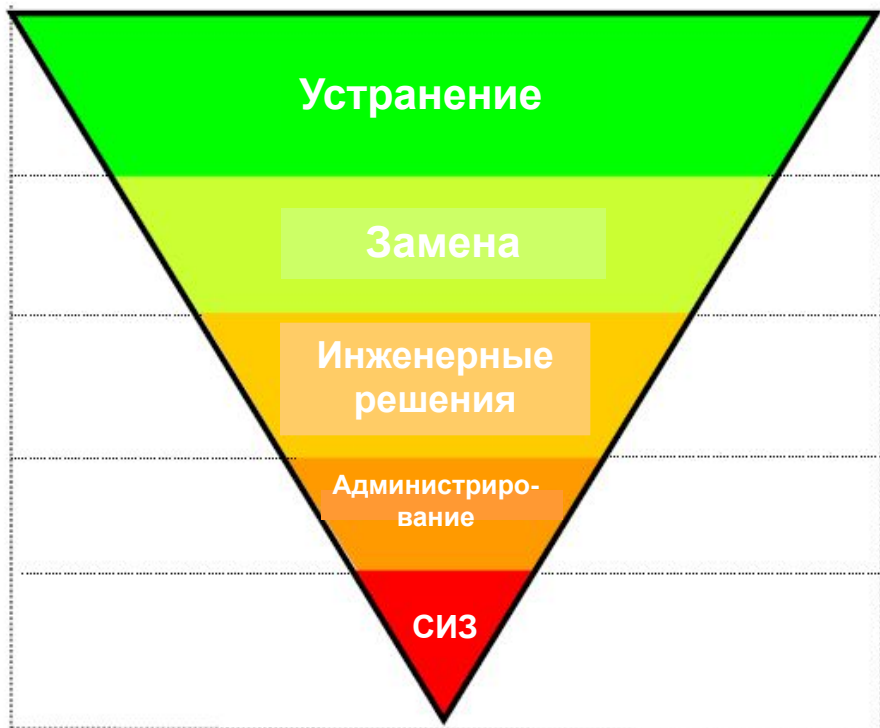 Устранение
Замена
Инженерные
решения
Администриро-
вание
СИЗ